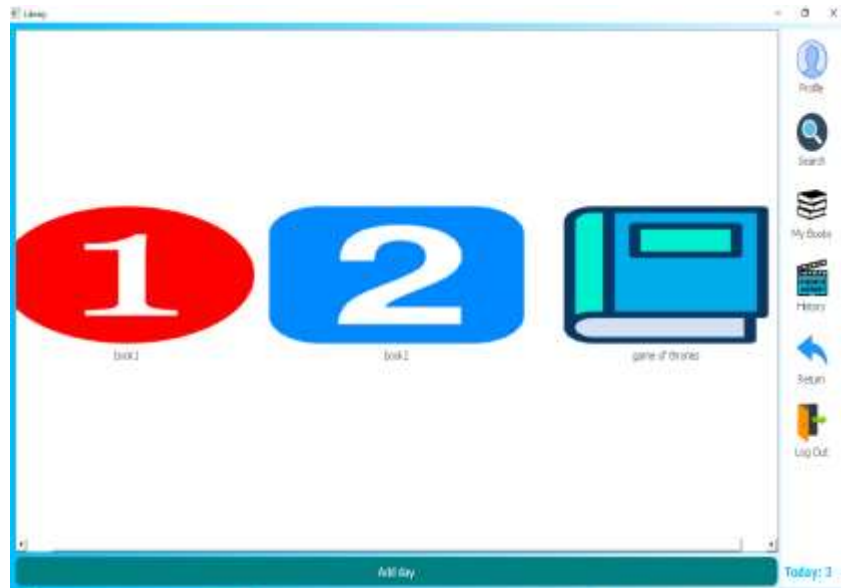 Library
Profile
Search
My Books
History
Return
Log Out
1
2
book1
book2
game of thrones
Add day
Today: 3